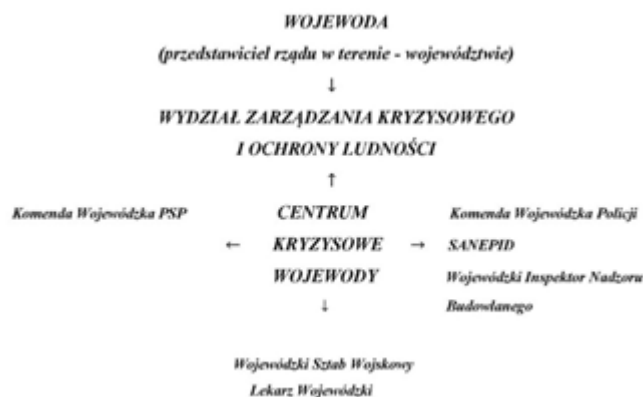 WOJEWODA
(przedstawiciel rządu w terenie - województwie)
↓
WYDZIAŁ ZARZĄDZANIA KRYZYSOWEGO
I OCHRONY LUDNOŚCI
↑
Komenda Wojewódzka PSP CENTRUM Komenda Wojewódzka Policji
← KRYZYSOWE → SANEPID
WOJEWODY Wojewódzki Inspektor Nadzoru
↓ Budowlanego
Wojewódzki Sztab Wojskowy
Lekarz Wojewódzki